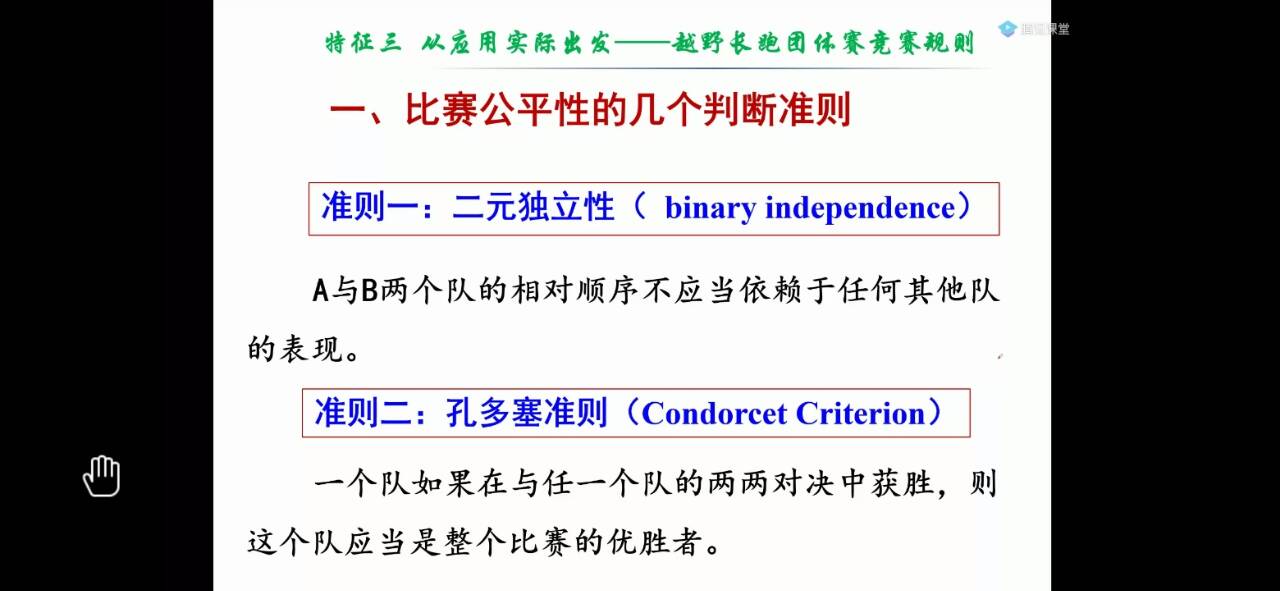 特征三 从应用实际出发——越野长跑团体赛竞赛规则
腾讯课堂
一、比赛公平性的几个判断准则
准则一：二元独立性（ binary independence）
A与B两个队的相对顺序不应当依赖于任何其他队
的表现。
准则二：孔多塞准则（Condorcet Criterion）
一个队如果在与任一个队的两两对决中获胜，则
这个队应当是整个比赛的优胜者。